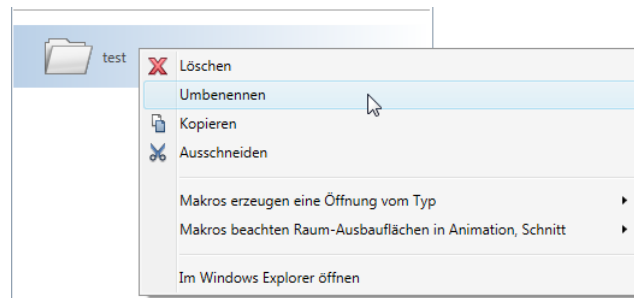 test
Löschen
Umbenennen
Kopieren
Ausschneiden
Makros erzeugen eine Öffnung vom Typ
Makros beachten Raum-Ausbauflächen in Animation, Schnitt
Im Windows Explorer öffnen